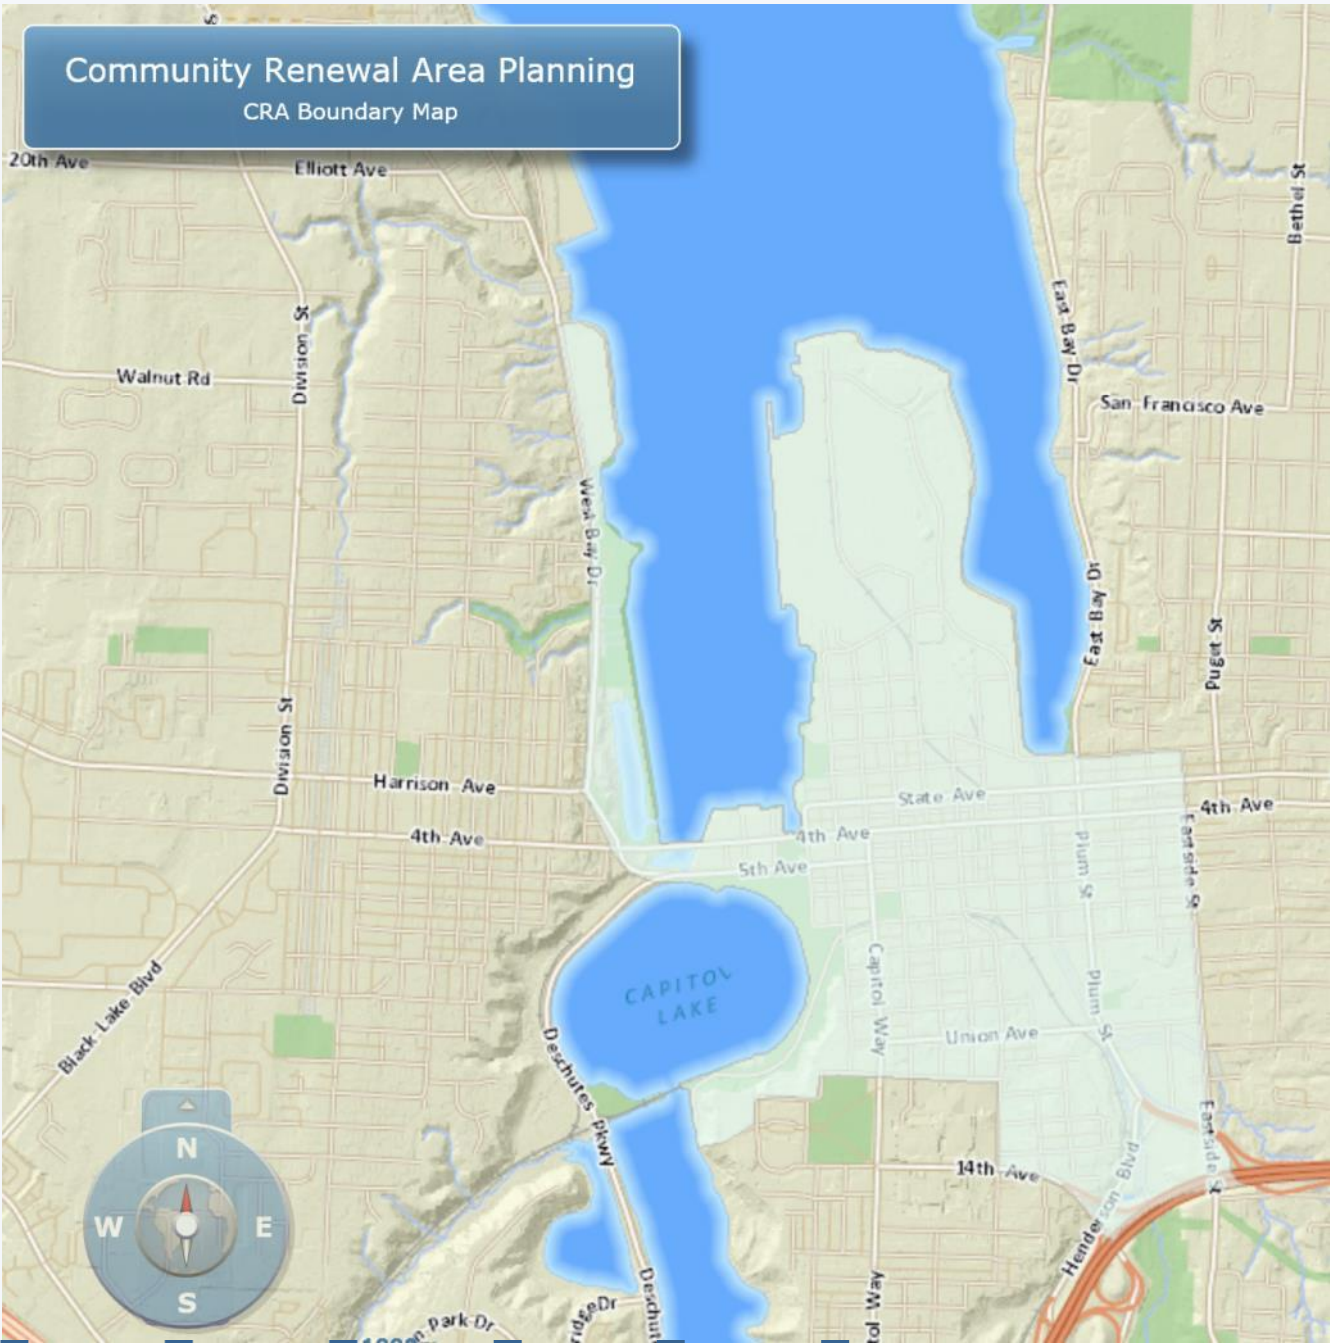 Community Renewal Area Planning
CRA Boundary Map
20th Ave
Elliott Ave
Bethel St
Division St
East Bay Dr
Walnut Rd
San Francisco Ave
West Bay Dr
East Bay Dr
Puget St
Division St
Harrison Ave
State Ave
4th Ave
4th Ave
4th Ave
5th Ave
Plum St
Eastside St
CAPITOL
LAKE
Capitol Way
Plum St
Union Ave
Black Lake Blvd
Deschutes Pkwy
N
W
E
S
14th Ave
Eastside St
Henderson Blvd
Park Dr
Deschut
tol Way